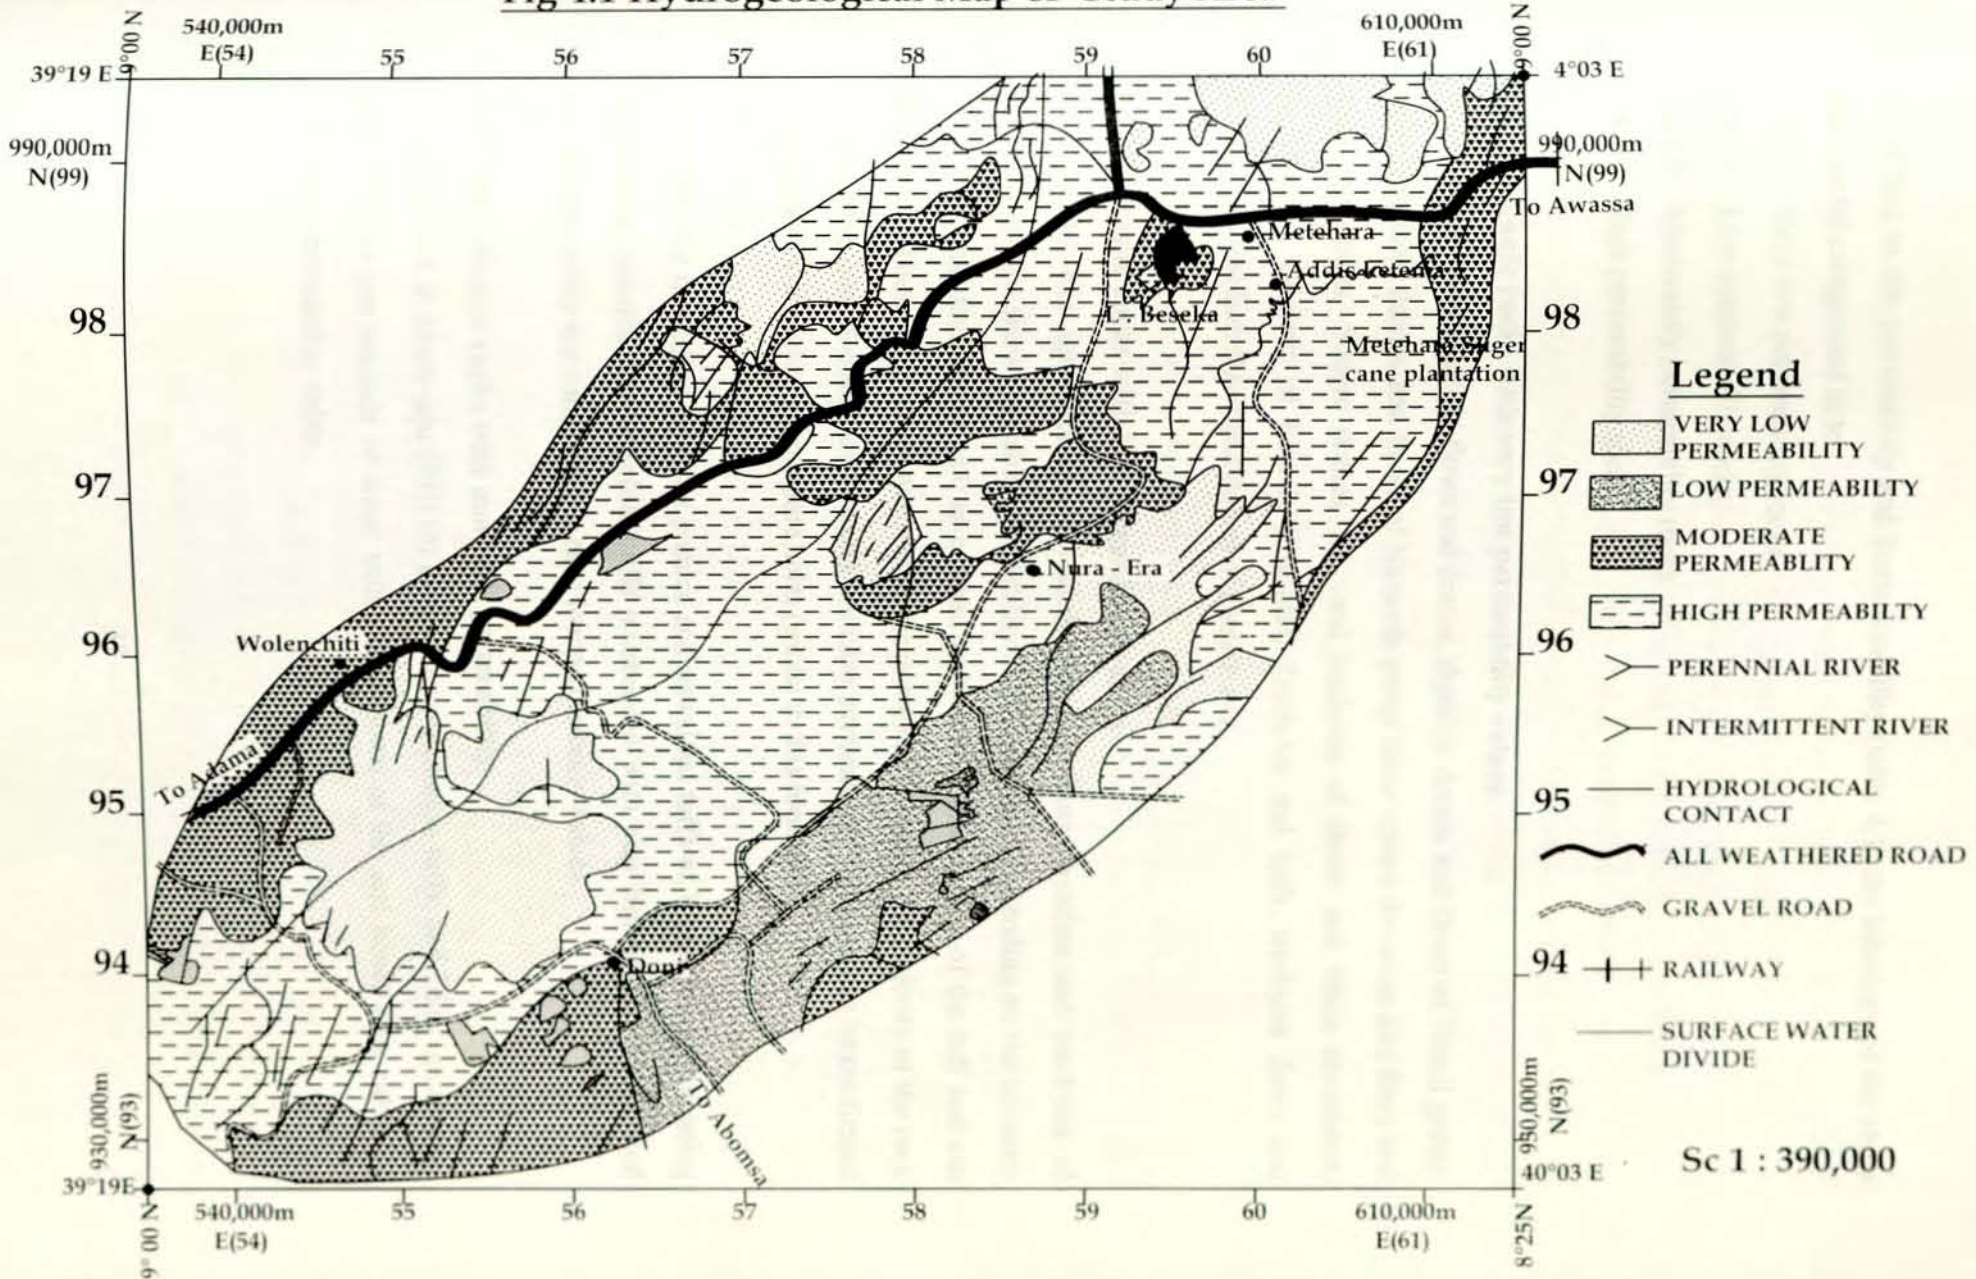 540,000m
E(54)
55
56
57
58
59
60
610,000m
E(61)
9°00 N
9°00 N
39°19 E
4°03 E
990,000m
N(99)
990,000m
N(99)
To Awassa
Metehara
Addis ketema
L. Beseka
98
98
Metehara Suger
cane plantation
97
97
Nura - Era
96
96
Wolenchiti
To Adama
95
95
94
94
Doni
To Abomsa
930,000m
N(93)
N(93)
39°19E
40°03 E
9°00 N
8°25N
540,000m
E(54)
55
56
57
58
59
60
610,000m
E(61)
Legend
VERY LOW
PERMEABILITY
LOW PERMEABILTY
MODERATE
PERMEABLITY
HIGH PERMEABILTY
PERENNIAL RIVER
INTERMITTENT RIVER
HYDROLOGICAL
CONTACT
ALL WEATHERED ROAD
GRAVEL ROAD
RAILWAY
SURFACE WATER
DIVIDE
Sc 1 : 390,000